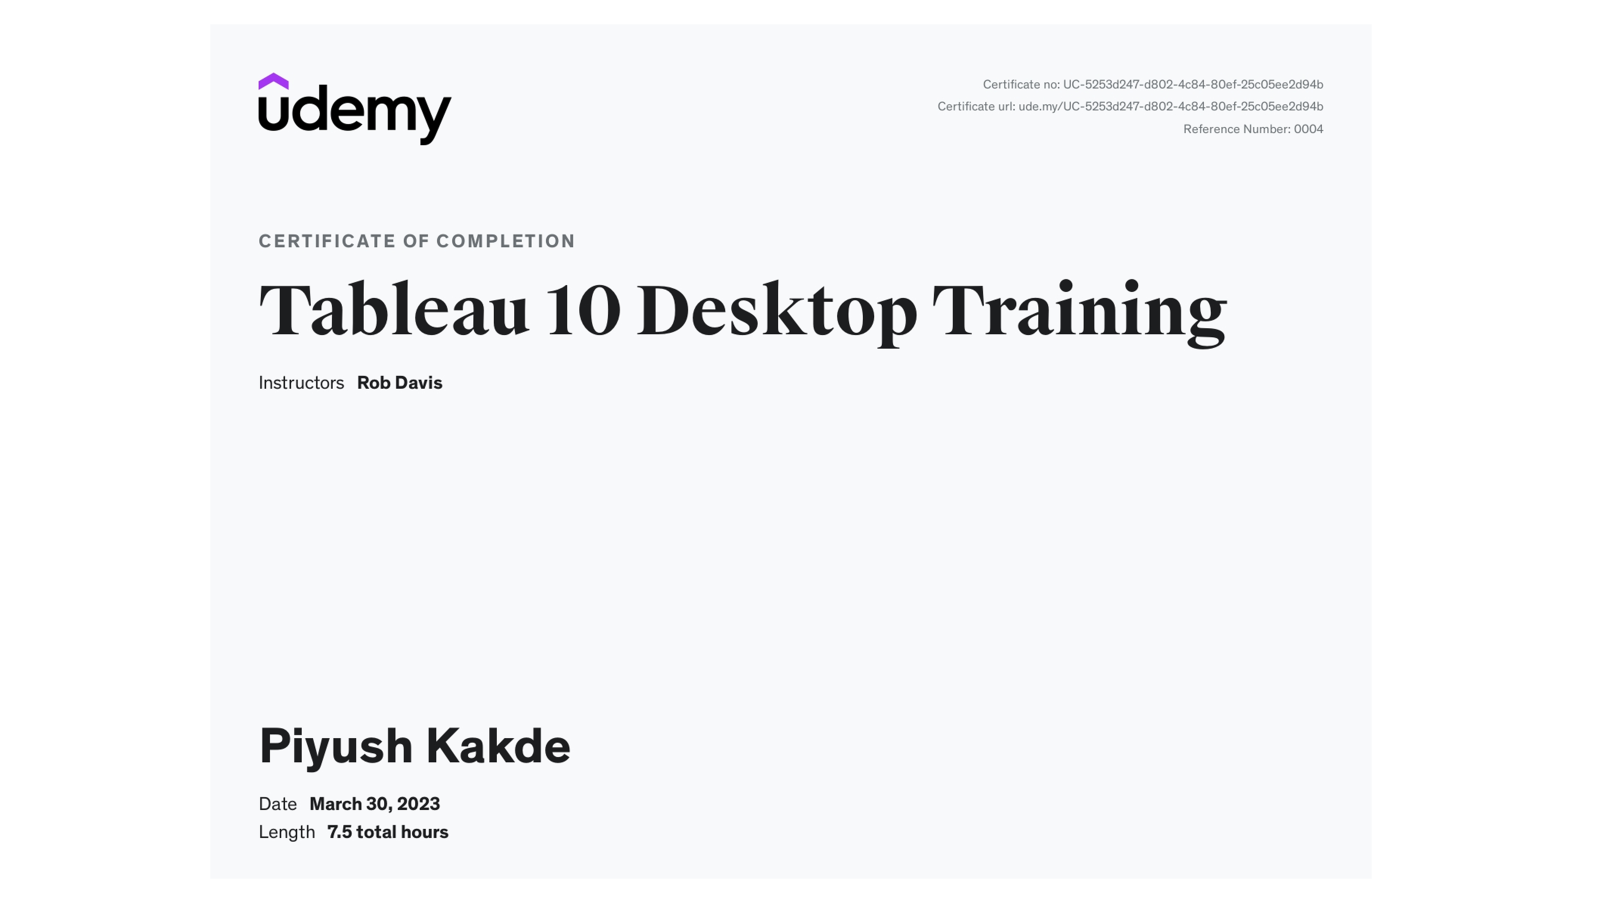 udemy
Certificate no: UC-5253d247-d802-4c84-80ef-25c05ee2d94b
Certificate url: ude.my/UC-5253d247-d802-4c84-80ef-25c05ee2d94b
Reference Number: 0004
CERTIFICATE OF COMPLETION
Tableau 10 Desktop Training
Instructors Rob Davis
Piyush Kakde
Date March 30, 2023
Length 7.5 total hours